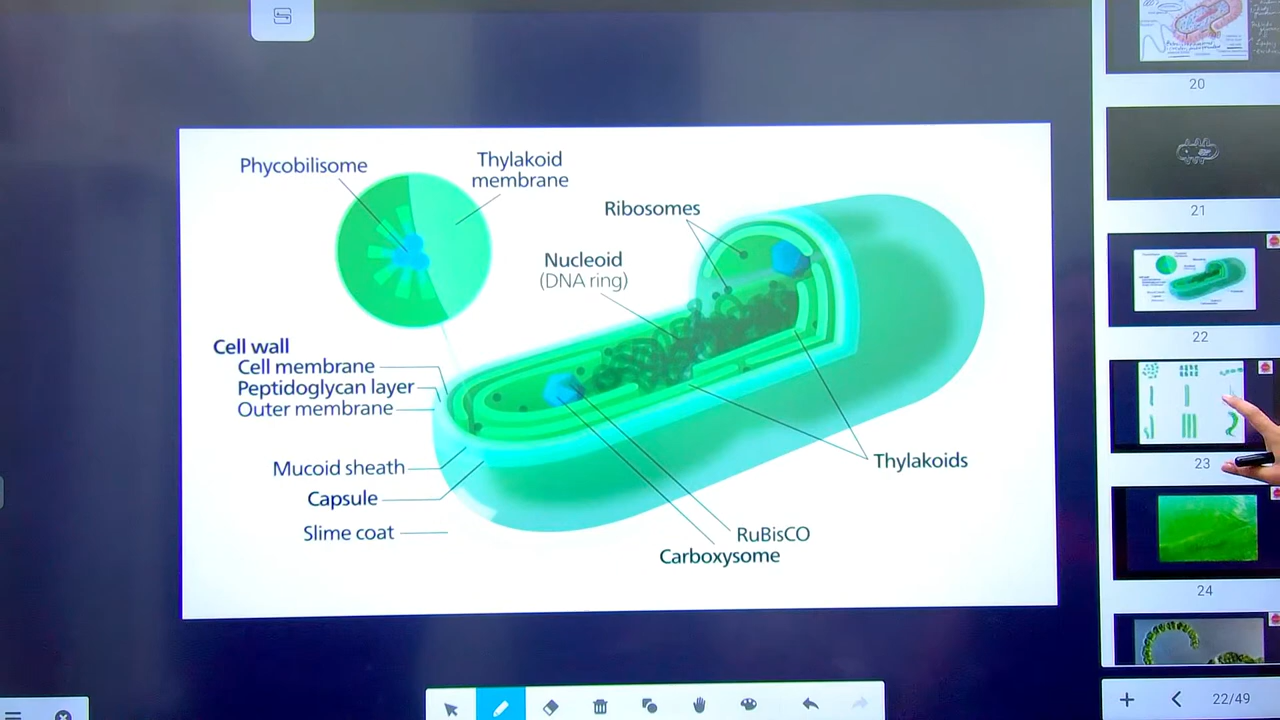 Phycobilisome
Thylakoid
membrane
Ribosomes
Nucleoid
(DNA ring)
Cell wall
Cell membrane
Peptidoglycan layer
Outer membrane
Mucoid sheath
Capsule
Slime coat
Thylakoids
RuBisCO
Carboxysome
20
21
22
23
24
22/49